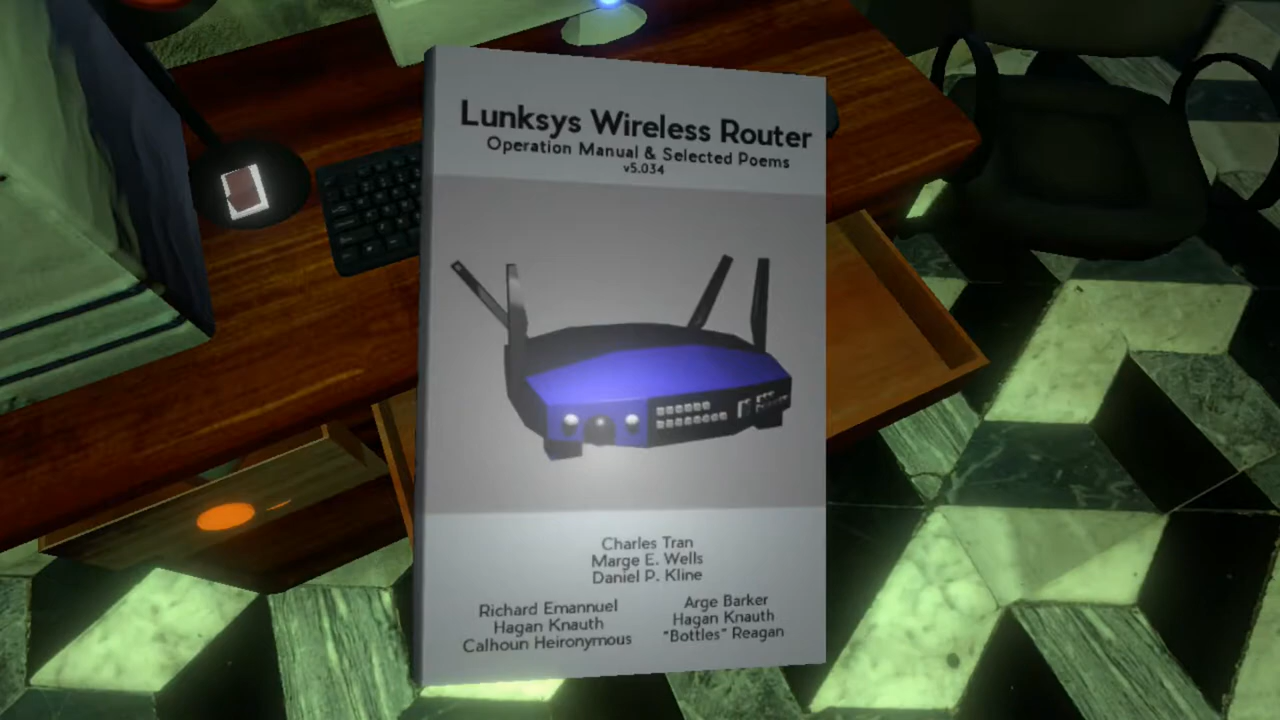 Lunksys Wireless Router
Operation Manual & Selected Poems
v5.034
Charles Tran
Marge E. Wells
Daniel P. Kline
Richard Emannuel
Hagan Knauth
Calhoun Heironymous
Arge Barker
Hagan Knauth
"Bottles" Reagan